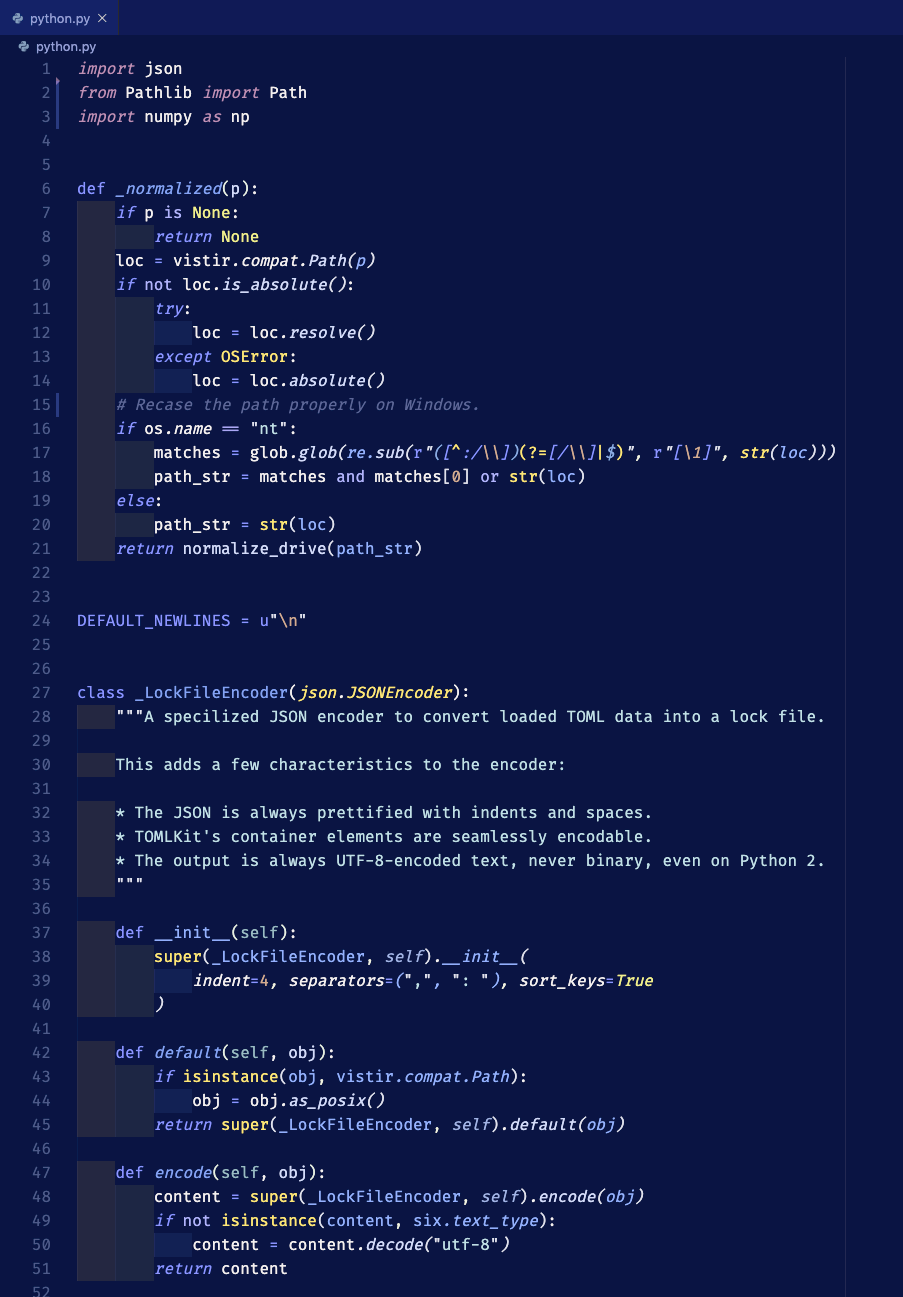 python.py ×
python.py
1 import json
2 from Pathlib import Path
3 import numpy as np
4
5
6 def _normalized(p):
7     if p is None:
8         return None
9     loc = vistir.compat.Path(p)
10     if not loc.is_absolute():
11         try:
12             loc = loc.resolve()
13         except OSError:
14             loc = loc.absolute()
15     # Recase the path properly on Windows.
16     if os.name == "nt":
17         matches = glob.glob(re.sub(r"([^:/\\])(?=[/\\]|$)", r"[\1]", str(loc)))
18         path_str = matches and matches[0] or str(loc)
19     else:
20         path_str = str(loc)
21     return normalize_drive(path_str)
22
23
24 DEFAULT_NEWLINES = u"\n"
25
26
27 class _LockFileEncoder(json.JSONEncoder):
28     """A specilized JSON encoder to convert loaded TOML data into a lock file.
29
30     This adds a few characteristics to the encoder:
31
32     * The JSON is always prettified with indents and spaces.
33     * TOMLKit's container elements are seamlessly encodable.
34     * The output is always UTF-8-encoded text, never binary, even on Python 2.
35     """
36
37     def __init__(self):
38         super(_LockFileEncoder, self).__init__(
39             indent=4, separators=(",", ": "), sort_keys=True
40         )
41
42     def default(self, obj):
43         if isinstance(obj, vistir.compat.Path):
44             obj = obj.as_posix()
45         return super(_LockFileEncoder, self).default(obj)
46
47     def encode(self, obj):
48         content = super(_LockFileEncoder, self).encode(obj)
49         if not isinstance(content, six.text_type):
50             content = content.decode("utf-8")
51         return content
52